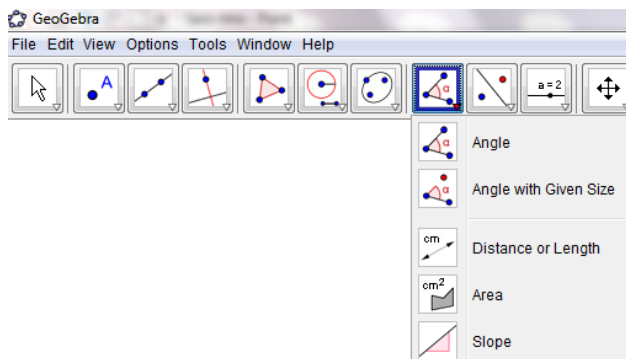 GeoGebra
File Edit View Options Tools Window Help
A
α
a = 2
α
Angle
α
Angle with Given Size
cm
Distance or Length
cm²
Area
Slope